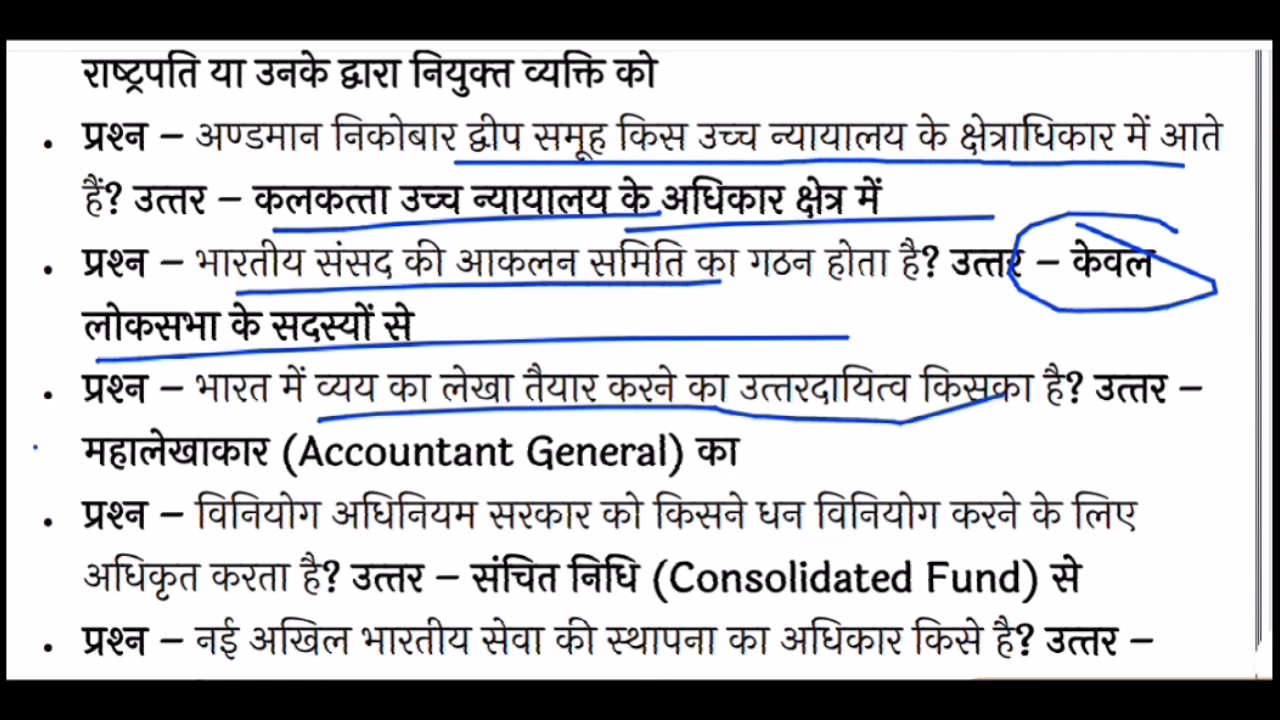 राष्ट्रपति या उनके द्वारा नियुक्त व्यक्ति को
• प्रश्न – अण्डमान निकोबार द्वीप समूह किस उच्च न्यायालय के क्षेत्राधिकार में आते
हैं? उत्तर – कलकत्ता उच्च न्यायालय के अधिकार क्षेत्र में
• प्रश्न – भारतीय संसद की आकलन समिति का गठन होता है? उत्तर – केवल
लोकसभा के सदस्यों से
• प्रश्न – भारत में व्यय का लेखा तैयार करने का उत्तरदायित्व किसका है? उत्तर –
महालेखाकार (Accountant General) का
• प्रश्न – विनियोग अधिनियम सरकार को किसने धन विनियोग करने के लिए
अधिकृत करता है? उत्तर – संचित निधि (Consolidated Fund) से
• प्रश्न – नई अखिल भारतीय सेवा की स्थापना का अधिकार किसे है? उत्तर –